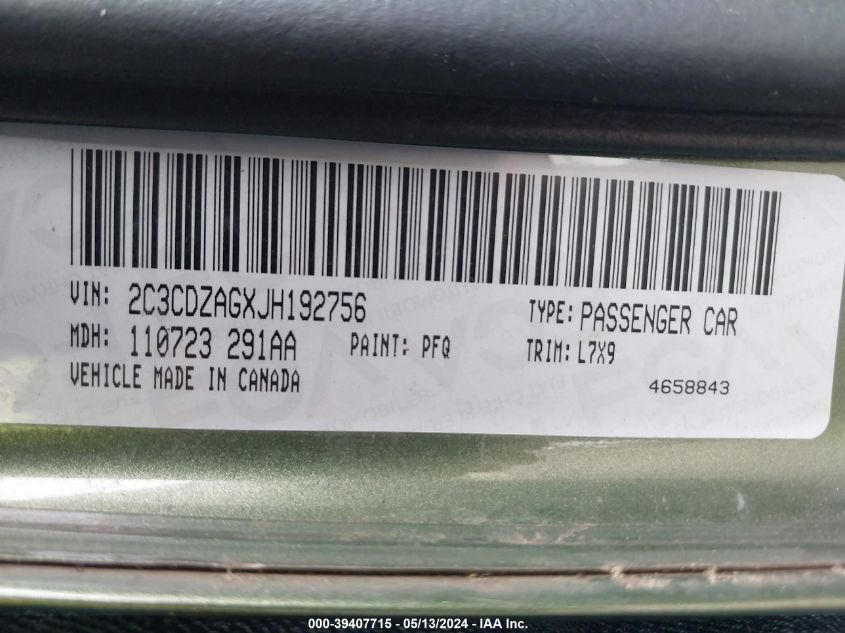 VIN: 2C3CDZAGXJH192756 TYPE: PASSENGER CAR
MDH: 110723 291AA PAINT: PFQ TRIM: L7X9
VEHICLE MADE IN CANADA 4658843
000-39407715 - 05/13/2024 - IAA Inc.